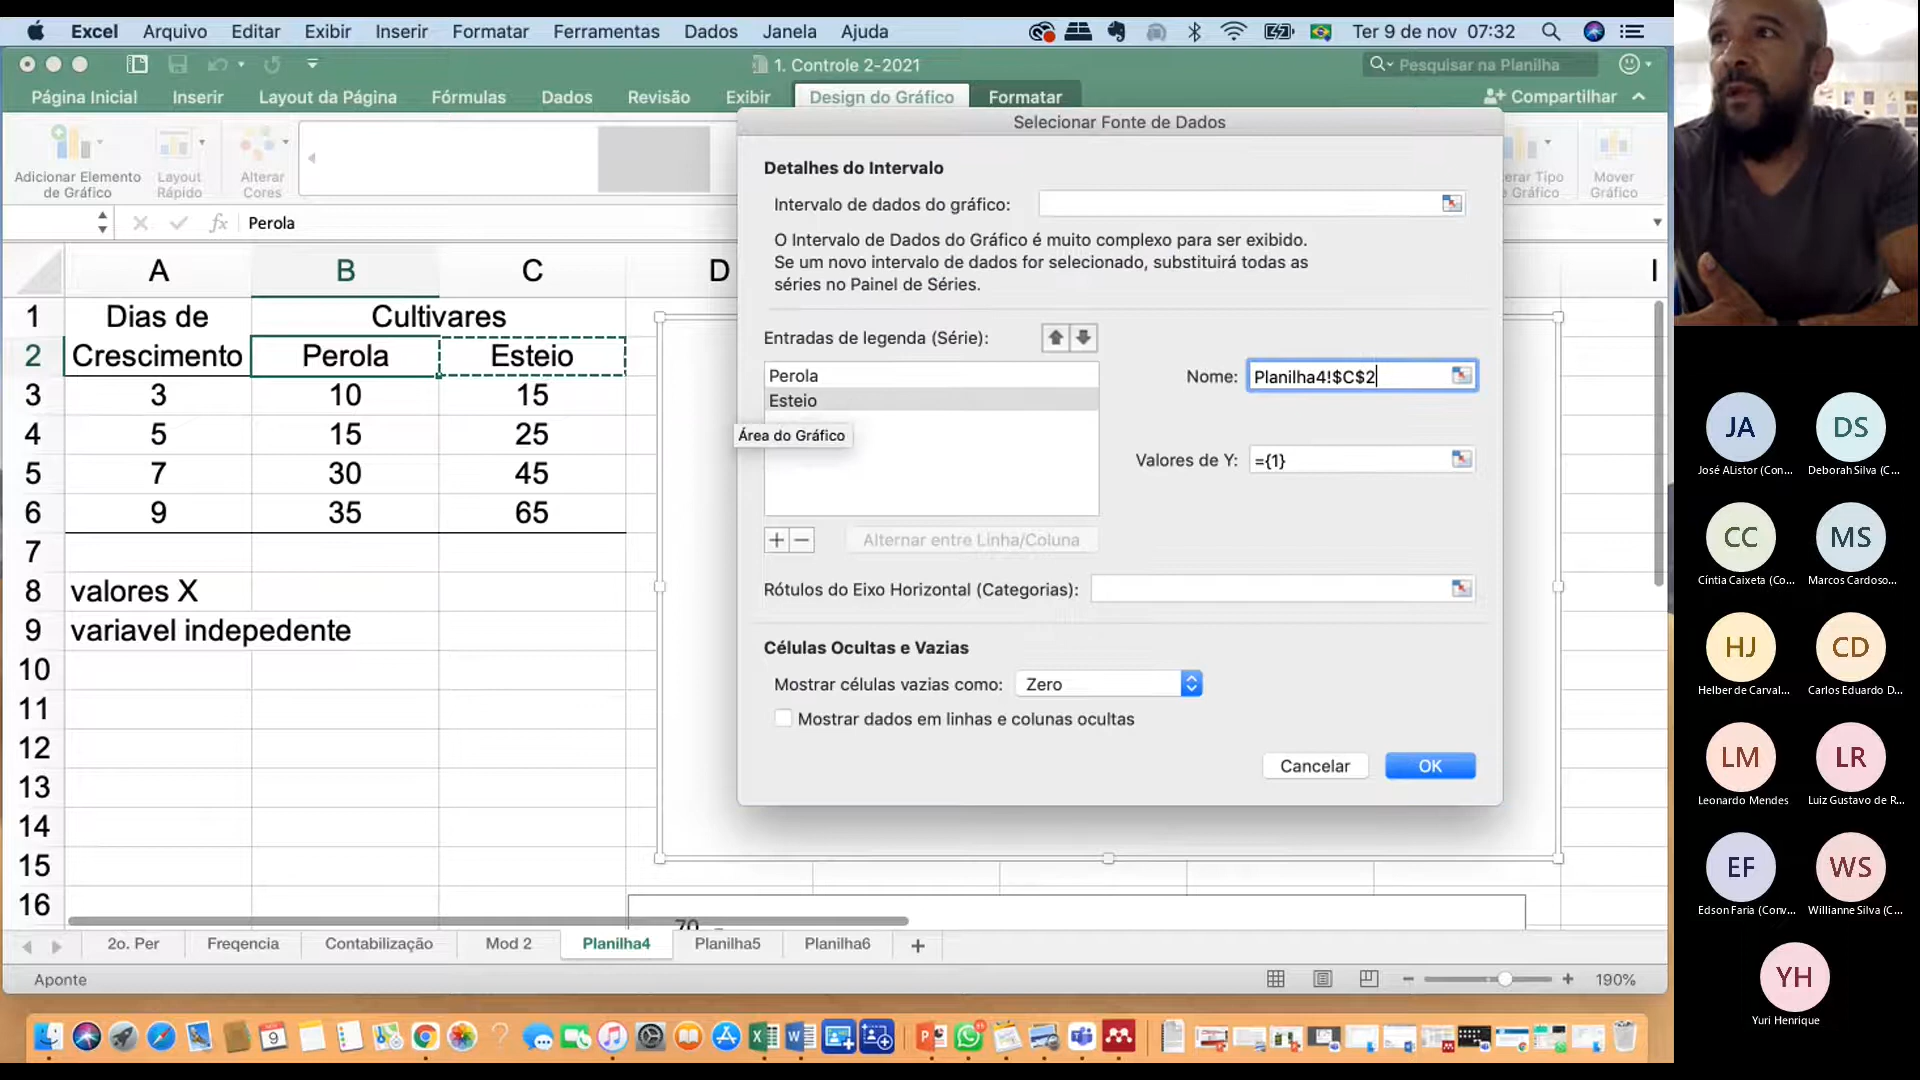 Excel Arquivo Editar Exibir Inserir Formatar Ferramentas Dados Janela Ajuda Ter 9 de nov 07:32
1. Controle 2-2021
Pesquisar na Planilha
Página Inicial Inserir Layout da Página Fórmulas Dados Revisão Exibir Design do Gráfico Formatar Compartilhar
Adicionar Elemento
de Gráfico
Layout
Rápido
Alterar
Cores
erar Tipo
Gráfico
Mover
Gráfico
fx Perola
A B C D I
1 Dias de Cultivares
2 Crescimento Perola Esteio
3 3 10 15
4 5 15 25
5 7 30 45
6 9 35 65
7
8 valores X
9 variavel indepedente
10
11
12
13
14
15
16
70
Selecionar Fonte de Dados
Detalhes do Intervalo
Intervalo de dados do gráfico:
O Intervalo de Dados do Gráfico é muito complexo para ser exibido.
Se um novo intervalo de dados for selecionado, substituirá todas as
séries no Painel de Séries.
Entradas de legenda (Série):
Perola
Esteio
Área do Gráfico
Nome: Planilha4!$C$2
Valores de Y: ={1}
+ − Alternar entre Linha/Coluna
Rótulos do Eixo Horizontal (Categorias):
Células Ocultas e Vazias
Mostrar células vazias como: Zero
Mostrar dados em linhas e colunas ocultas
Cancelar OK
2o. Per Freqencia Contabilização Mod 2 Planilha4 Planilha5 Planilha6 +
Aponte 190%
9
JA DS
José AListor (Con... Deborah Silva (C...
CC MS
Cíntia Caixeta (Co... Marcos Cardoso...
HJ CD
Helber de Carval... Carlos Eduardo D...
LM LR
Leonardo Mendes Luiz Gustavo de R...
EF WS
Edson Faria (Conv... Willianne Silva (C...
YH
Yuri Henrique